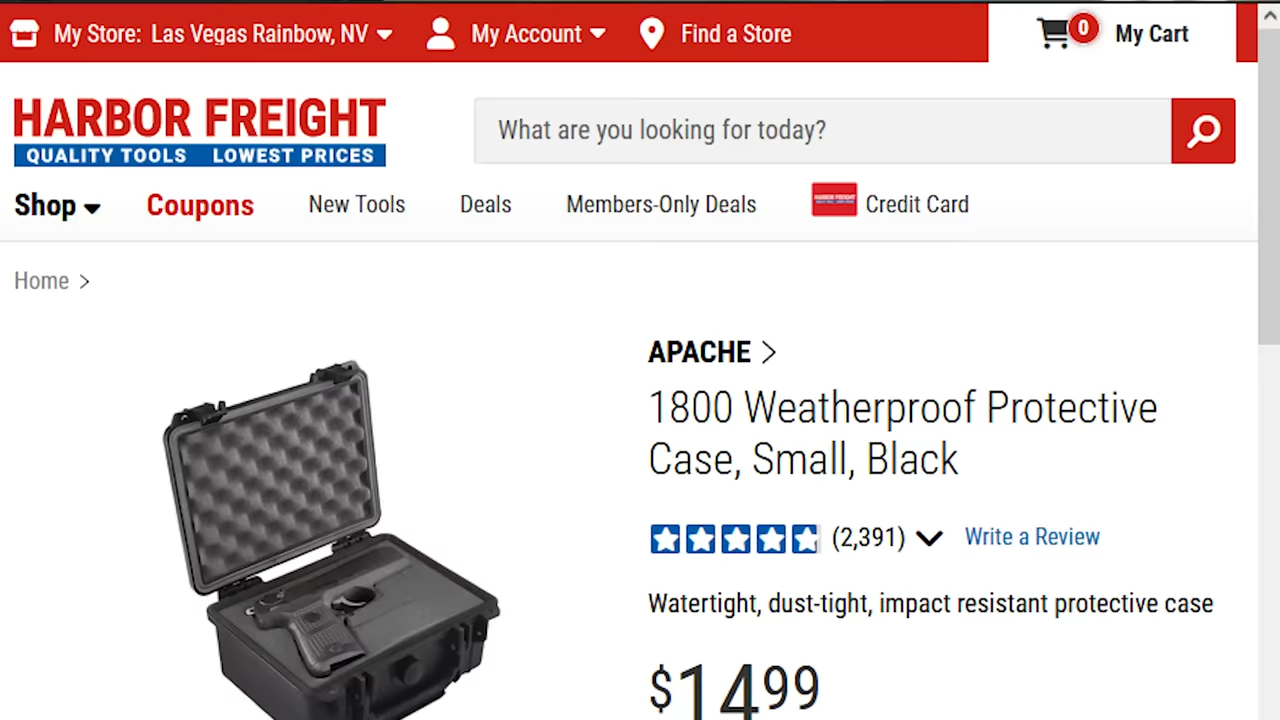 My Store: Las Vegas Rainbow, NV
My Account
Find a Store
0
My Cart
HARBOR FREIGHT
QUALITY TOOLS LOWEST PRICES
What are you looking for today?
Shop
Coupons
New Tools
Deals
Members-Only Deals
HARBOR FREIGHT
Credit Card
Home >
APACHE >
1800 Weatherproof Protective
Case, Small, Black
(2,391)
Write a Review
Watertight, dust-tight, impact resistant protective case
$14.99